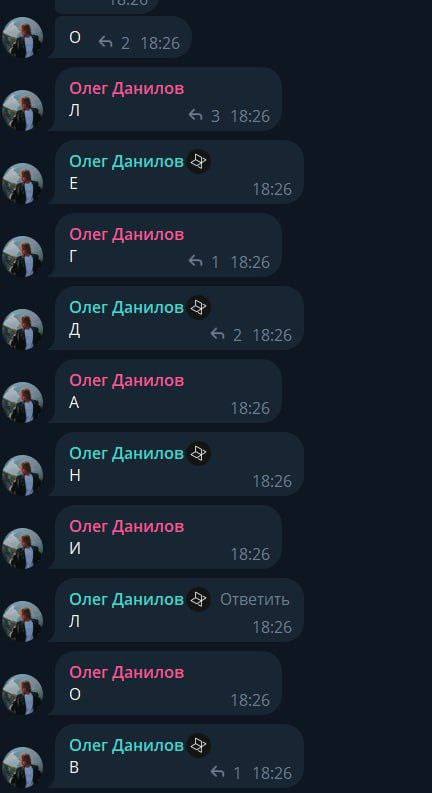 18:26
О 2 18:26
Олег Данилов
Л 3 18:26
Олег Данилов
Е 18:26
Олег Данилов
Г 1 18:26
Олег Данилов
Д 2 18:26
Олег Данилов
А 18:26
Олег Данилов
Н 18:26
Олег Данилов
И 18:26
Олег Данилов Ответить
Л 18:26
Олег Данилов
О 18:26
Олег Данилов
В 1 18:26